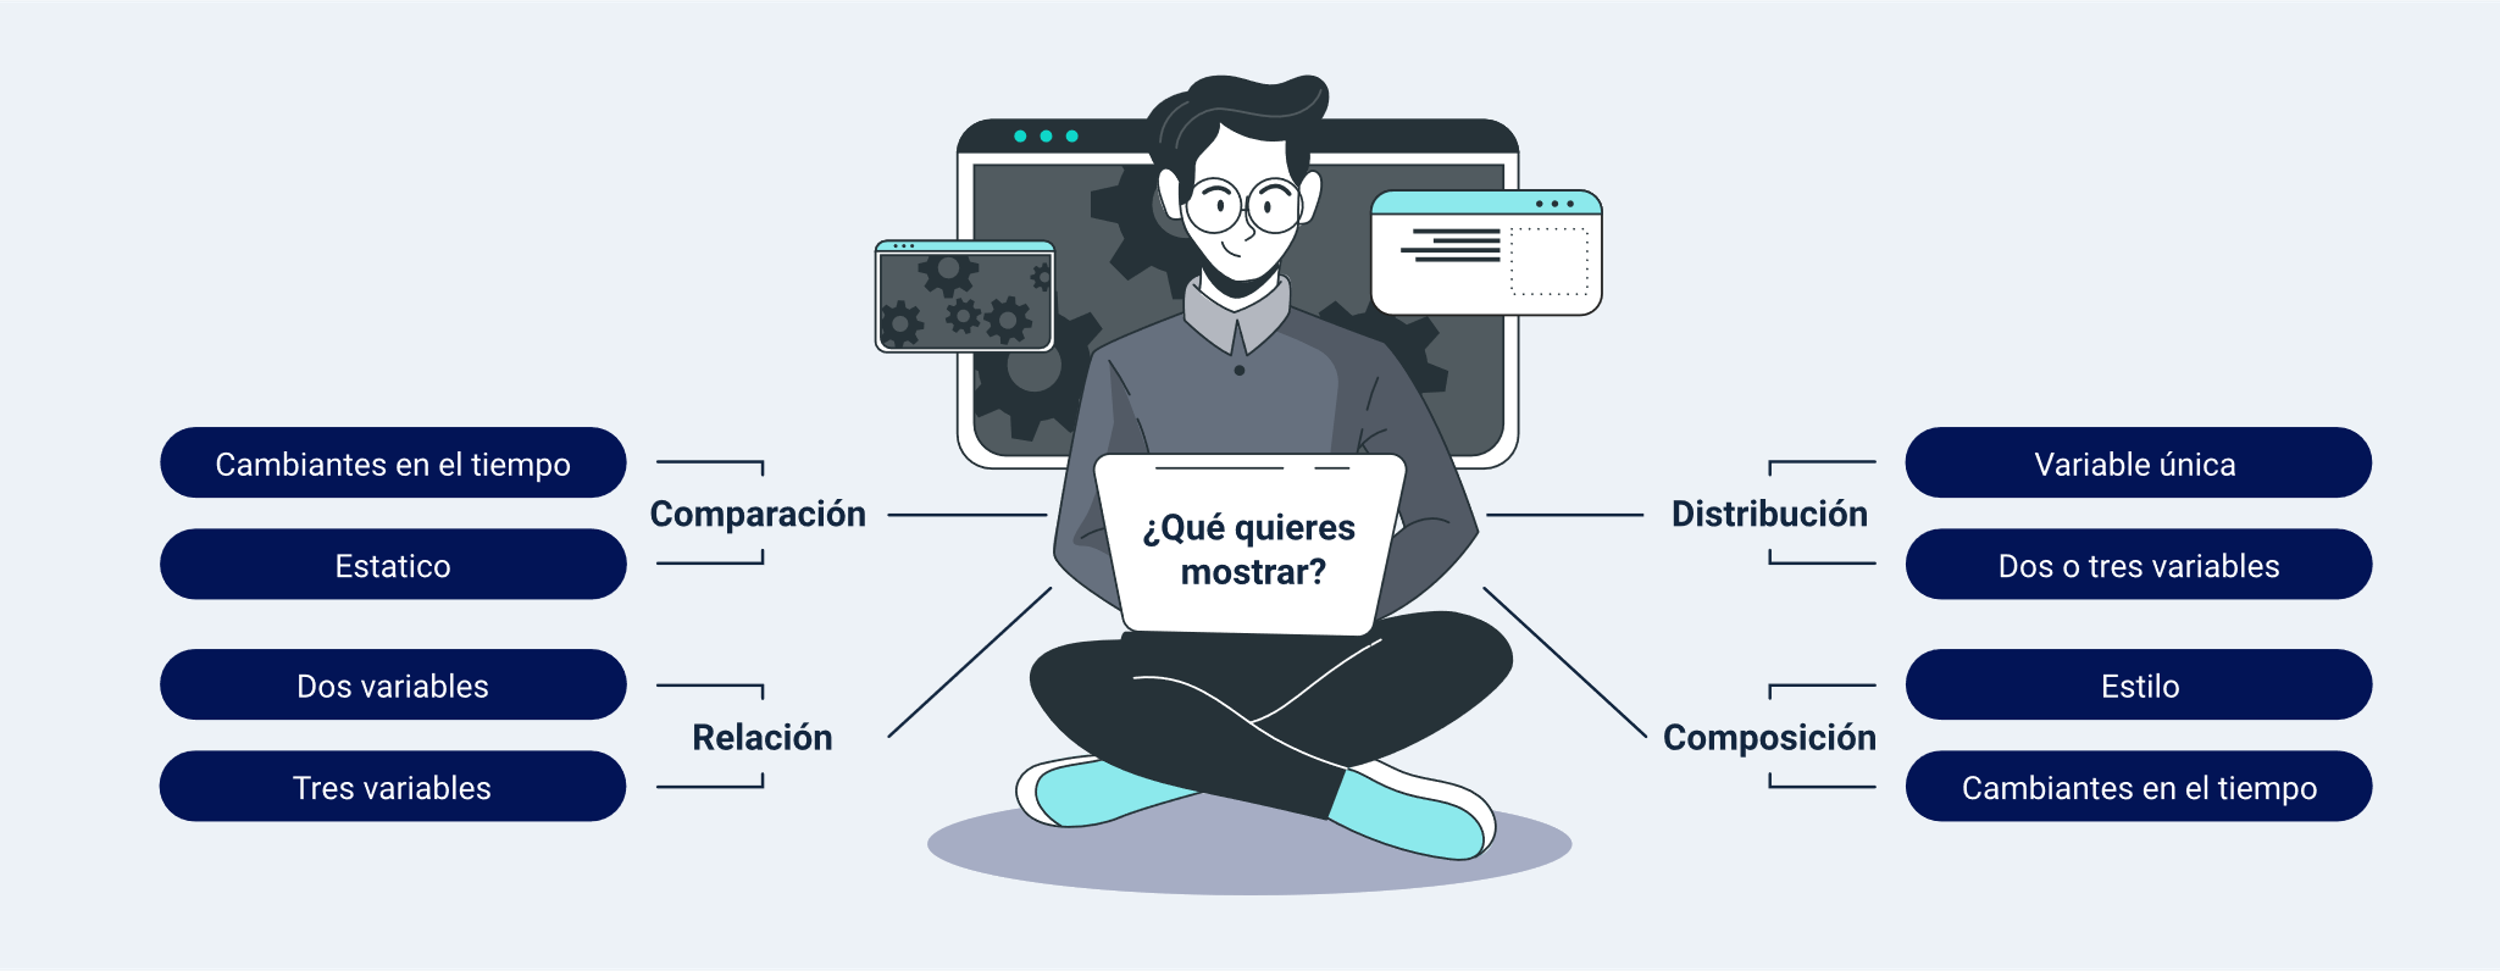 Cambiantes en el tiempo
Comparación
Estatico
Dos variables
Relación
Tres variables
¿Qué quieres
mostrar?
Variable única
Distribución
Dos o tres variables
Estilo
Composición
Cambiantes en el tiempo